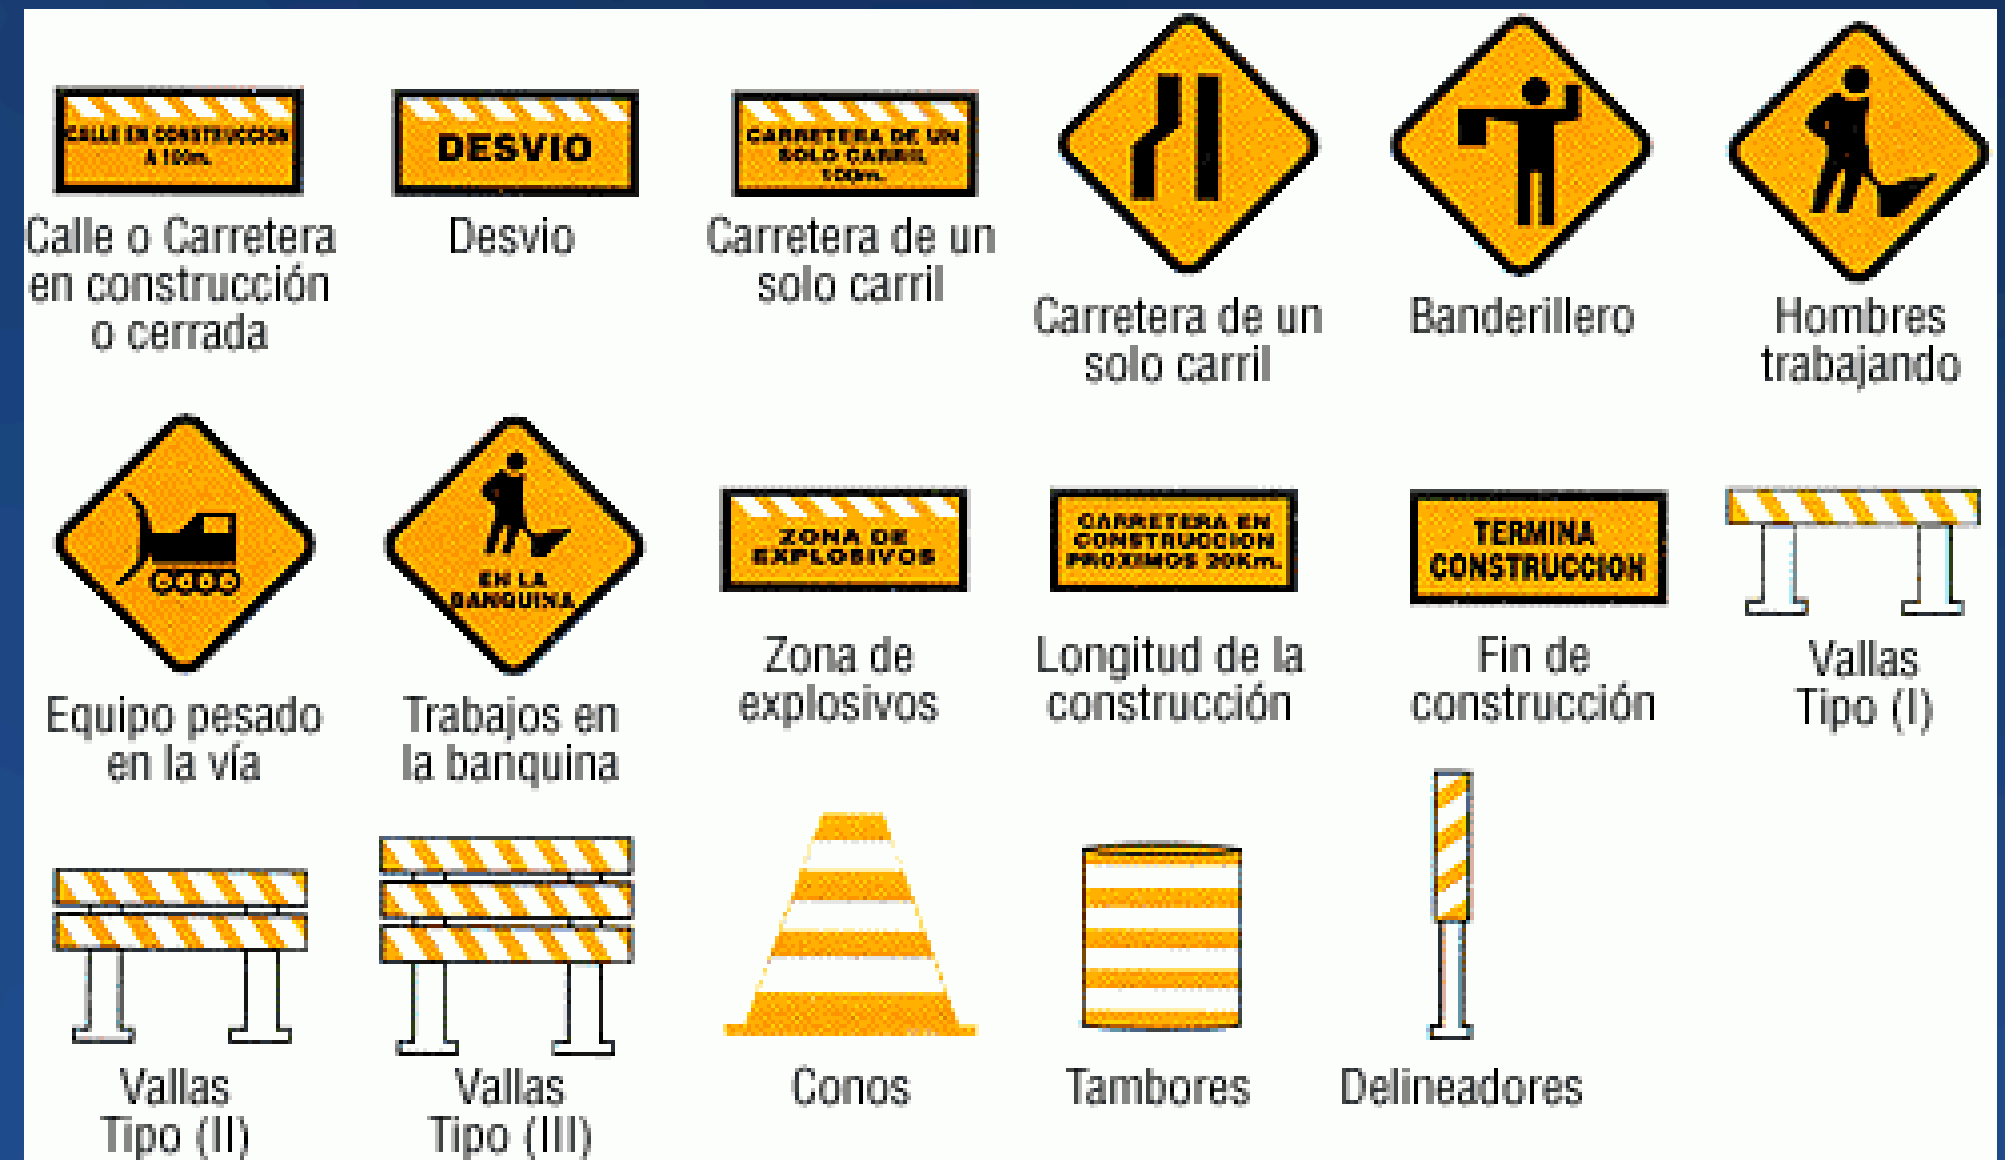 CALLE EN CONSTRUCCION
A 100m.
Calle o Carretera
en construcción
o cerrada
DESVIO
Desvio
CARRETERA DE UN
SOLO CARRIL
100m.
Carretera de un
solo carril
Carretera de un
solo carril
Banderillero
Hombres
trabajando
Equipo pesado
en la vía
EN LA
BANQUINA
Trabajos en
la banquina
ZONA DE
EXPLOSIVOS
Zona de
explosivos
CARRETERA EN
CONSTRUCCION
PROXIMOS 20Km.
Longitud de la
construcción
TERMINA
CONSTRUCCION
Fin de
construcción
Vallas
Tipo (I)
Vallas
Tipo (II)
Vallas
Tipo (III)
Conos
Tambores
Delineadores